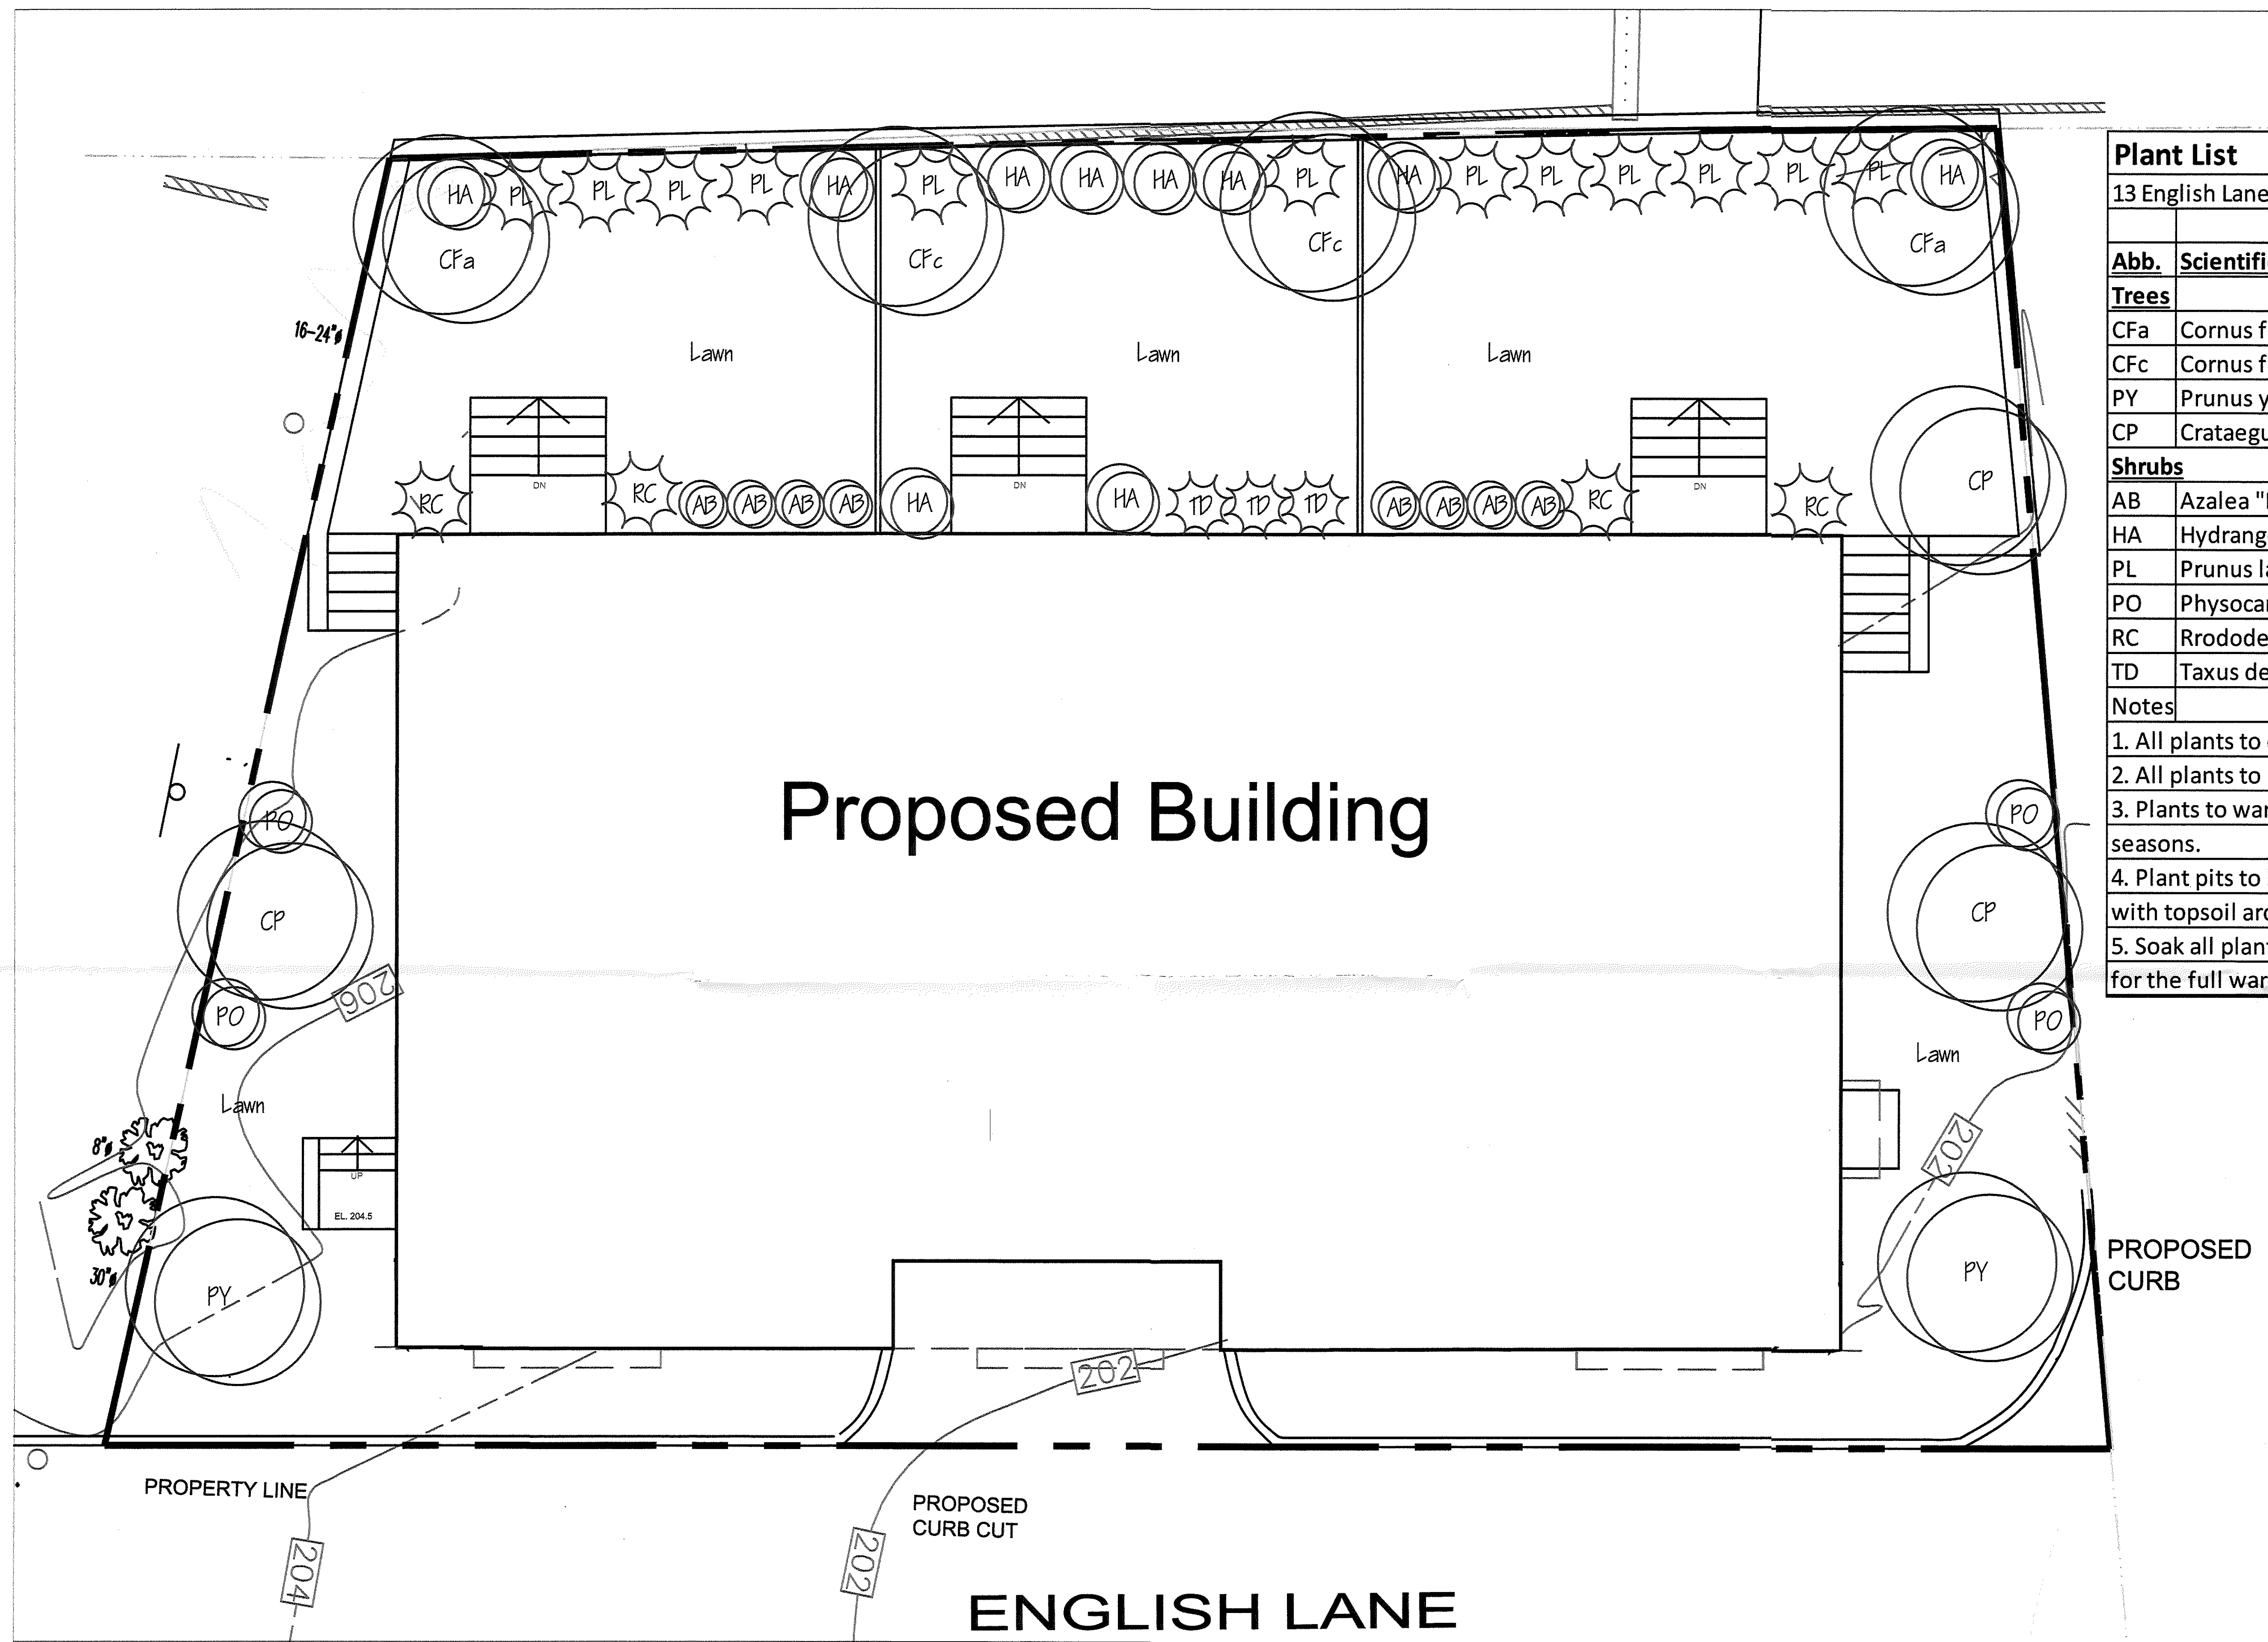 HA PL PL PL PL HA PL HA HA HA HA PL HA PL PL PL PL PL PL HA
CFa CFc CFc CFa
16-24"ø
Lawn Lawn Lawn
DN DN DN
CP
RC RC AB AB AB AB HA HA TD TD TD AB AB AB AB RC RC
Proposed Building
PO PO
CP CP
206
PO PO
Lawn
Lawn
8"ø
202
UP
EL. 204.5
30"ø
PY PY
PROPOSED
CURB
202
PROPERTY LINE
PROPOSED
CURB CUT
204
202
ENGLISH LANE
Plant List
13 English Lane
Abb. Scientifi
Trees
CFa Cornus f
CFc Cornus f
PY Prunus y
CP Crataegu
Shrubs
AB Azalea "
HA Hydrang
PL Prunus la
PO Physocar
RC Rrodode
TD Taxus de
Notes
1. All plants to
2. All plants to
3. Plants to war
seasons.
4. Plant pits to
with topsoil aro
5. Soak all plan
for the full war